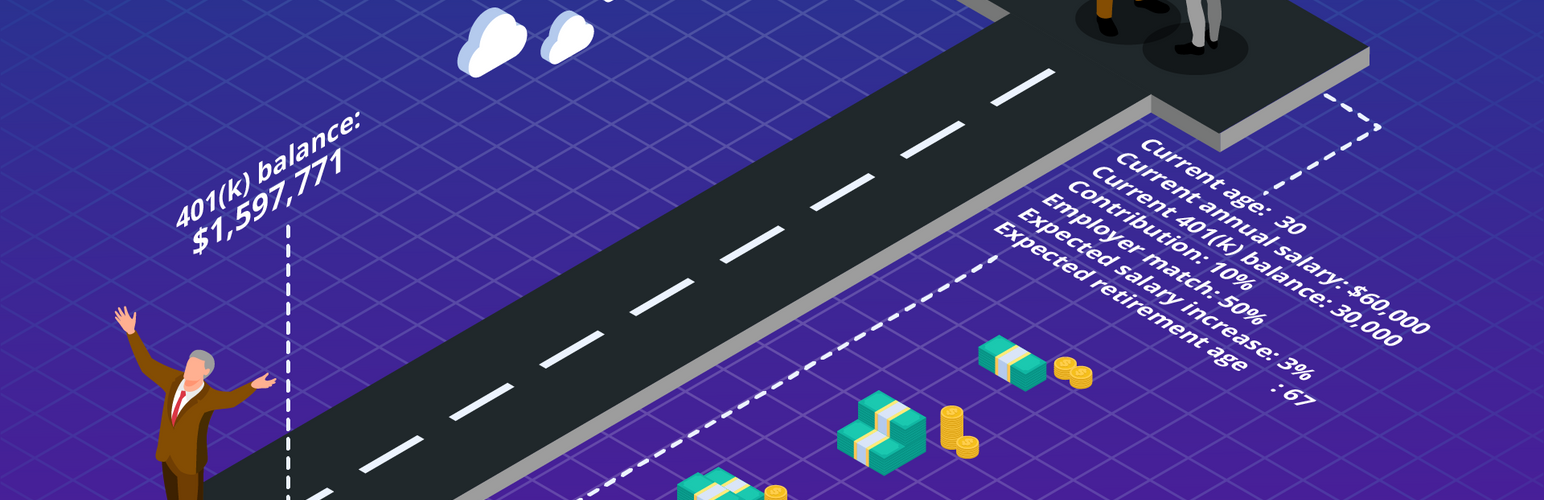 401(k) balance:
$1,597,771
Current age: 30
Current annual salary: $60,000
Current 401(k) balance: 30,000
Contribution: 10%
Employer match: 50%
Expected salary increase: 3%
Expected retirement age
: 67